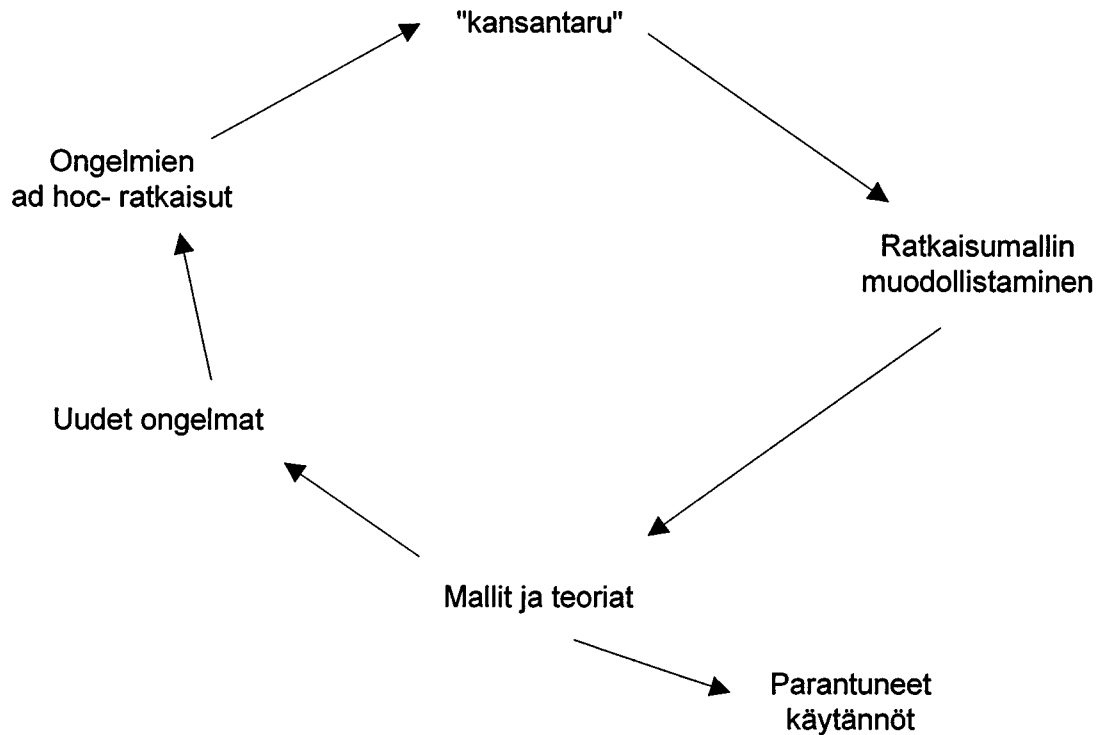 "kansantaru"
Ongelmien
ad hoc- ratkaisut
Ratkaisumallin
muodollistaminen
Uudet ongelmat
Mallit ja teoriat
Parantuneet
käytännöt